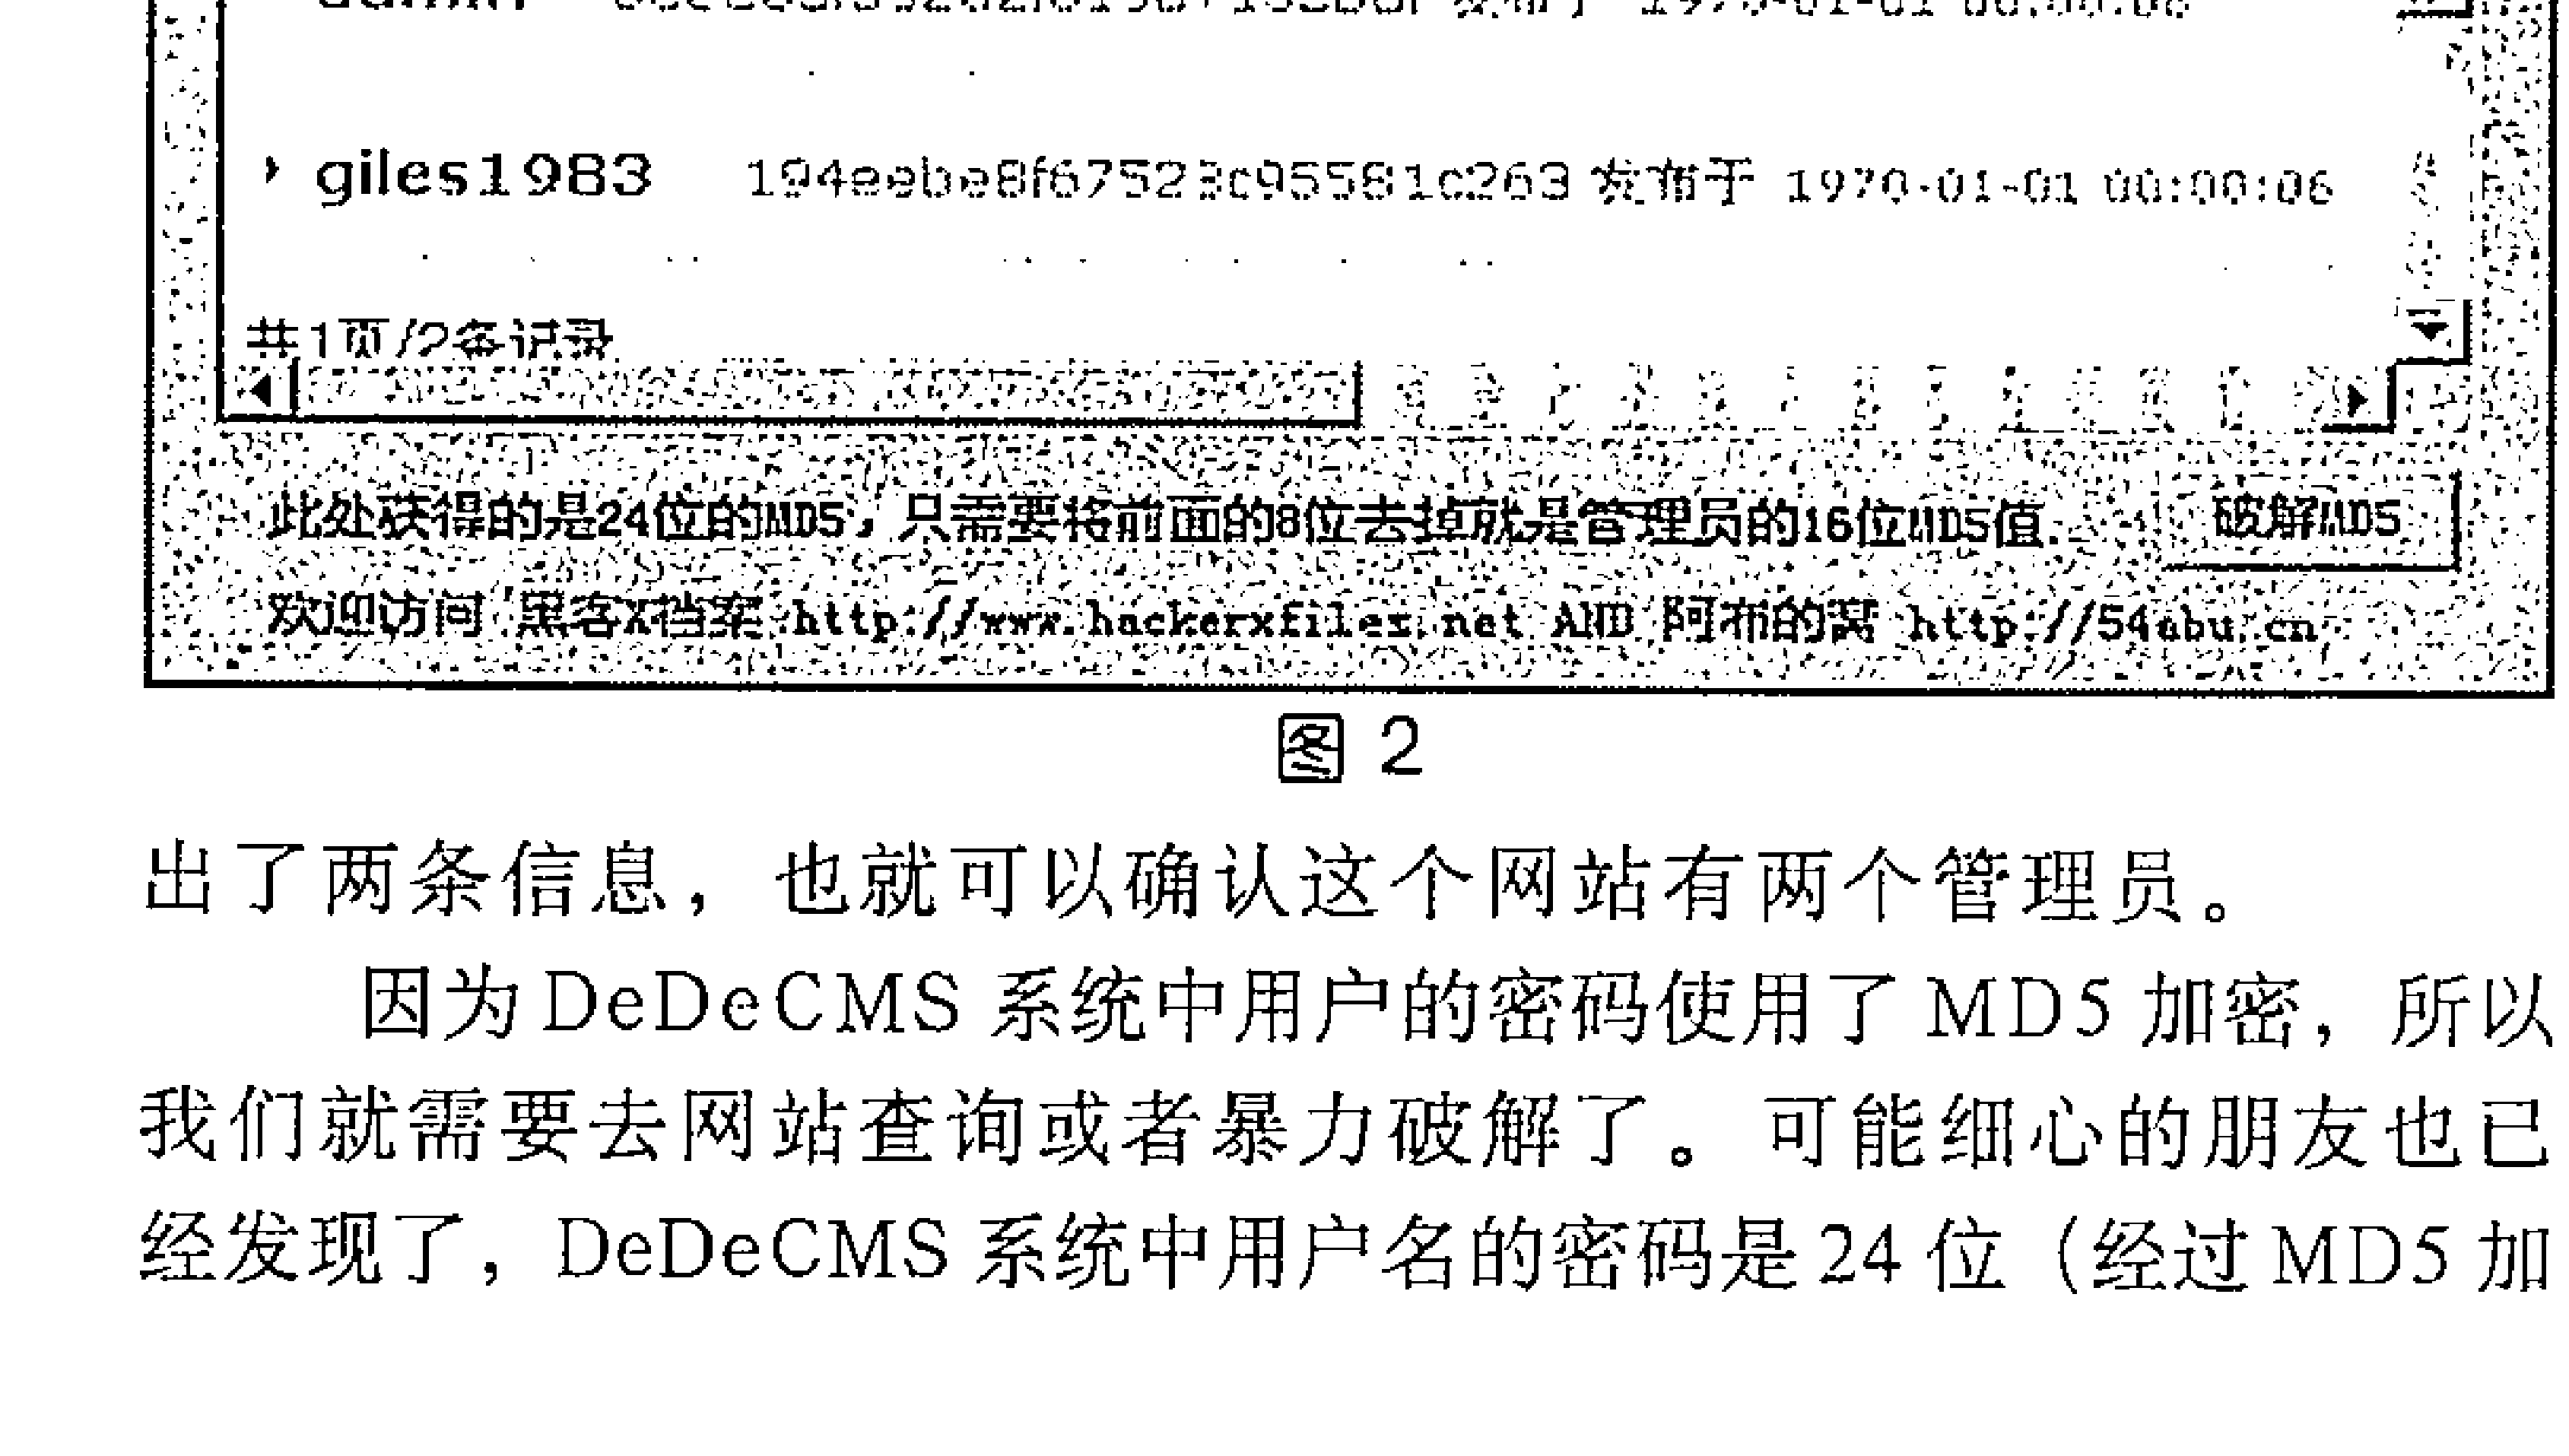 giles1983 194eebe8f67523c95581c263 发布于 1970-01-01 00:00:06
共1页/2条记录
此处获得的是24位的MD5，只需要将前面的8位去掉就是管理员的16位MD5值. 破解MD5
欢迎访问 黑客X档案 http://www.hackerxfiles.net AND 阿布的窝 http://54abu.cn
图 2
出了两条信息，也就可以确认这个网站有两个管理员。
因为DeDeCMS系统中用户的密码使用了MD5加密，所以
我们就需要去网站查询或者暴力破解了。可能细心的朋友也已
经发现了，DeDeCMS系统中用户名的密码是24位（经过MD5加